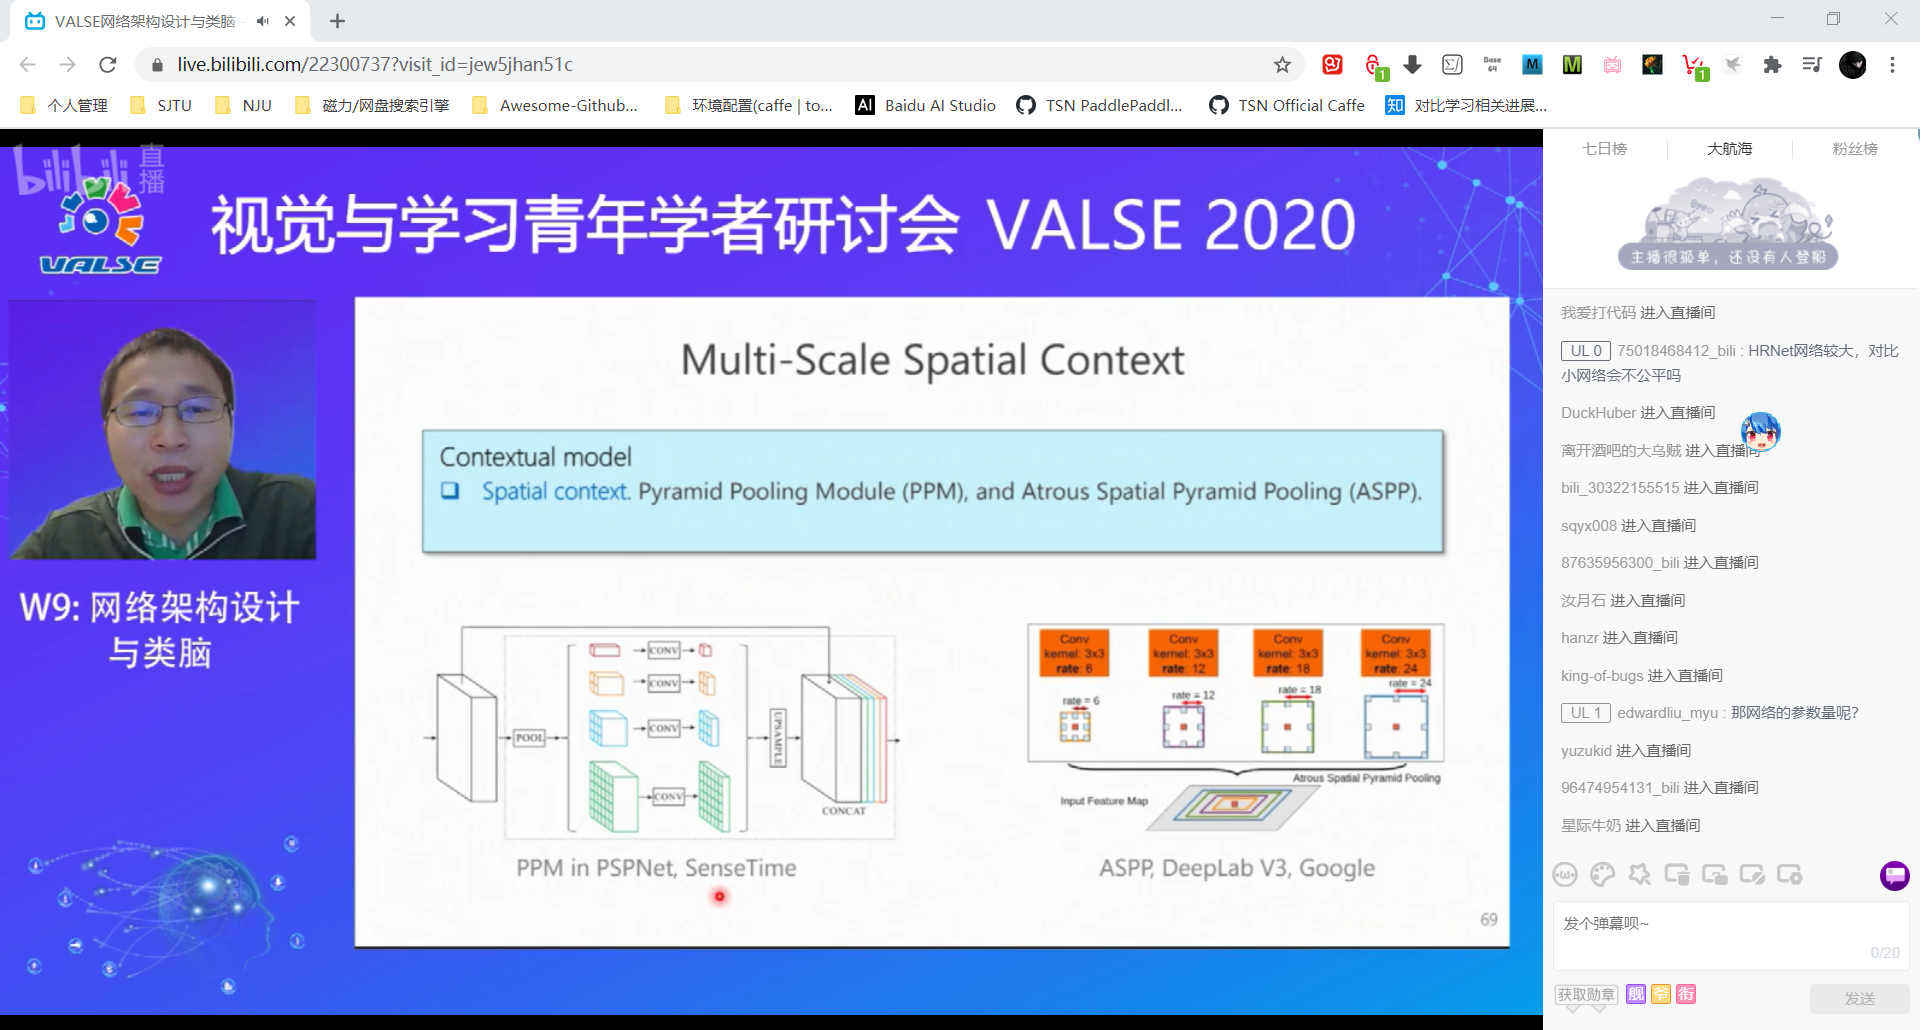 VALSE网络架构设计与类脑 -
live.bilibili.com/22300737?visit_id=jew5jhan51c
1
Base
64
M
M
1
个人管理
SJTU
NJU
磁力/网盘搜索引擎
Awesome-Github...
环境配置(caffe | to...
AI Baidu AI Studio
TSN PaddlePaddl...
TSN Official Caffe
知 对比学习相关进展...
bilibili 直播
VALSE
视觉与学习青年学者研讨会 VALSE 2020
W9: 网络架构设计
与类脑
Multi-Scale Spatial Context
Contextual model
Spatial context. Pyramid Pooling Module (PPM), and Atrous Spatial Pyramid Pooling (ASPP).
POOL
CONV
CONV
CONV
CONV
UPSAMPLE
CONCAT
PPM in PSPNet, SenseTime
Conv
kernel: 3x3
rate: 6
Conv
kernel: 3x3
rate: 12
Conv
kernel: 3x3
rate: 18
Conv
kernel: 3x3
rate: 24
rate = 6
rate = 12
rate = 18
rate = 24
Atrous Spatial Pyramid Pooling
Input Feature Map
ASPP, DeepLab V3, Google
69
七日榜
大航海
粉丝榜
主播很孤单，还没有人登船
我爱打代码 进入直播间
UL 0 75018468412_bili : HRNet网络较大，对比
小网络会不公平吗
DuckHuber 进入直播间
离开酒吧的大乌贼 进入直播间
bili_30322155515 进入直播间
sqyx008 进入直播间
87635956300_bili 进入直播间
汝月石 进入直播间
hanzr 进入直播间
king-of-bugs 进入直播间
UL 1 edwardliu_myu : 那网络的参数量呢?
yuzukid 进入直播间
96474954131_bili 进入直播间
星际牛奶 进入直播间
发个弹幕呗~
0/20
获取勋章
舰 爷 衔
发送